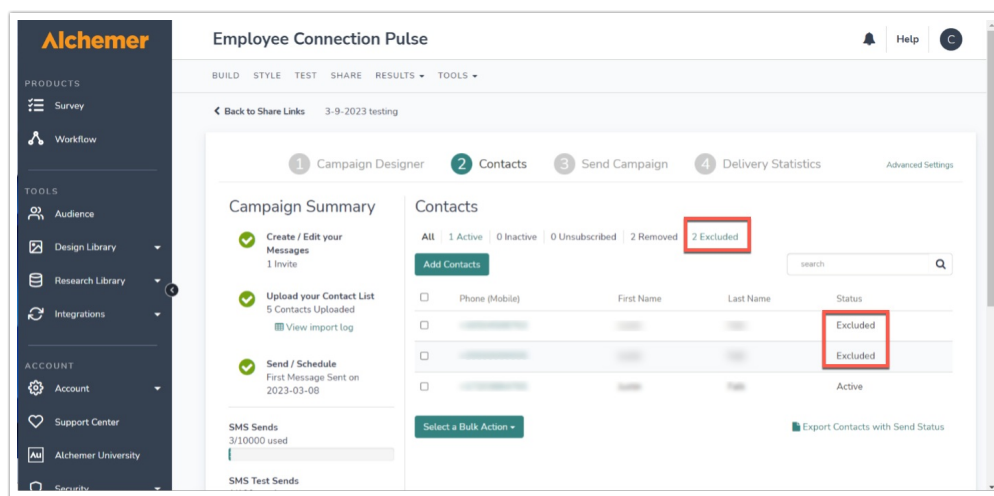 Alchemer
PRODUCTS
Survey
Workflow
TOOLS
Audience
Design Library
Research Library
Integrations
ACCOUNT
Account
Support Center
AU Alchemer University
Security
Employee Connection Pulse
Help C
BUILD STYLE TEST SHARE RESULTS TOOLS
Back to Share Links 3-9-2023 testing
1 Campaign Designer 2 Contacts 3 Send Campaign 4 Delivery Statistics Advanced Settings
Campaign Summary
Create / Edit your
Messages
1 Invite
Upload your Contact List
5 Contacts Uploaded
View import log
Send / Schedule
First Message Sent on
2023-03-08
SMS Sends
3/10000 used
SMS Test Sends
Contacts
All 1 Active 0 Inactive 0 Unsubscribed 2 Removed 2 Excluded
Add Contacts search
Phone (Mobile) First Name Last Name Status
Excluded
Excluded
Active
Select a Bulk Action Export Contacts with Send Status